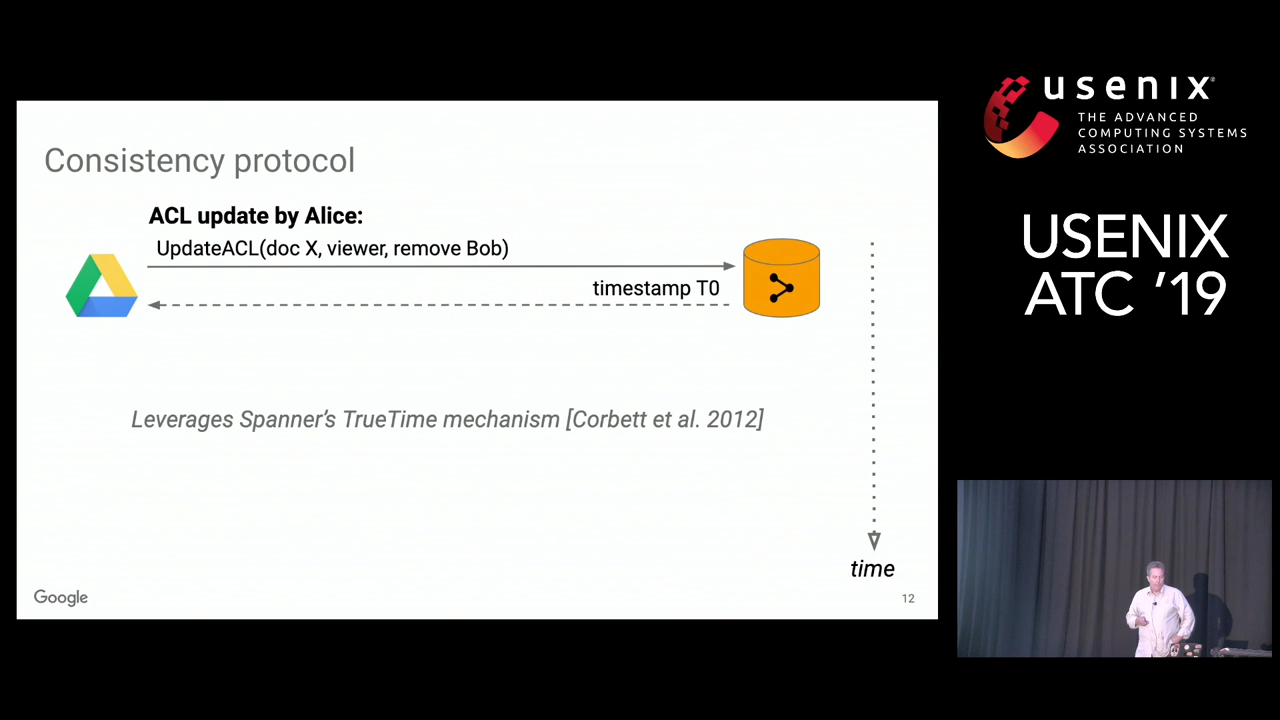 Consistency protocol
ACL update by Alice:
UpdateACL(doc X, viewer, remove Bob)
timestamp T0
Leverages Spanner's TrueTime mechanism [Corbett et al. 2012]
time
Google
12
usenix
THE ADVANCED
COMPUTING SYSTEMS
ASSOCIATION
USENIX
ATC '19